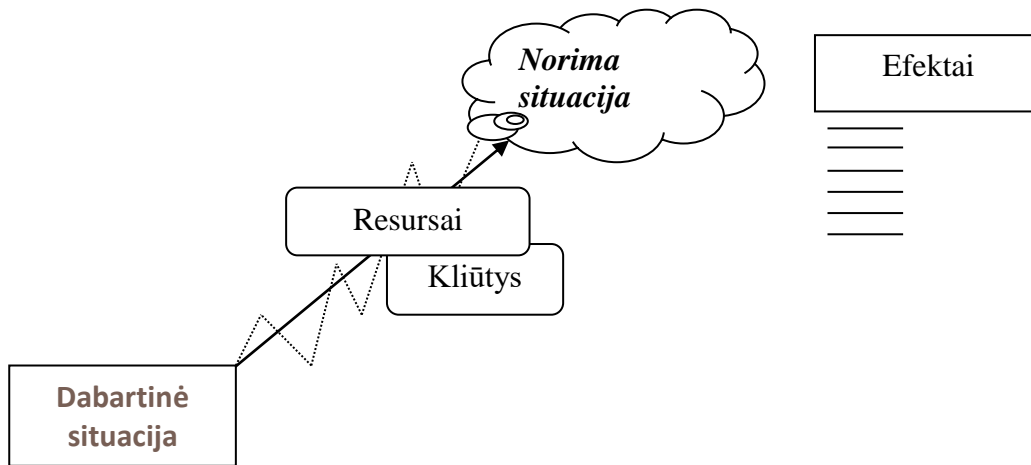 Norima
situacija
Efektai
Resursai
Kliūtys
Dabartinė
situacija